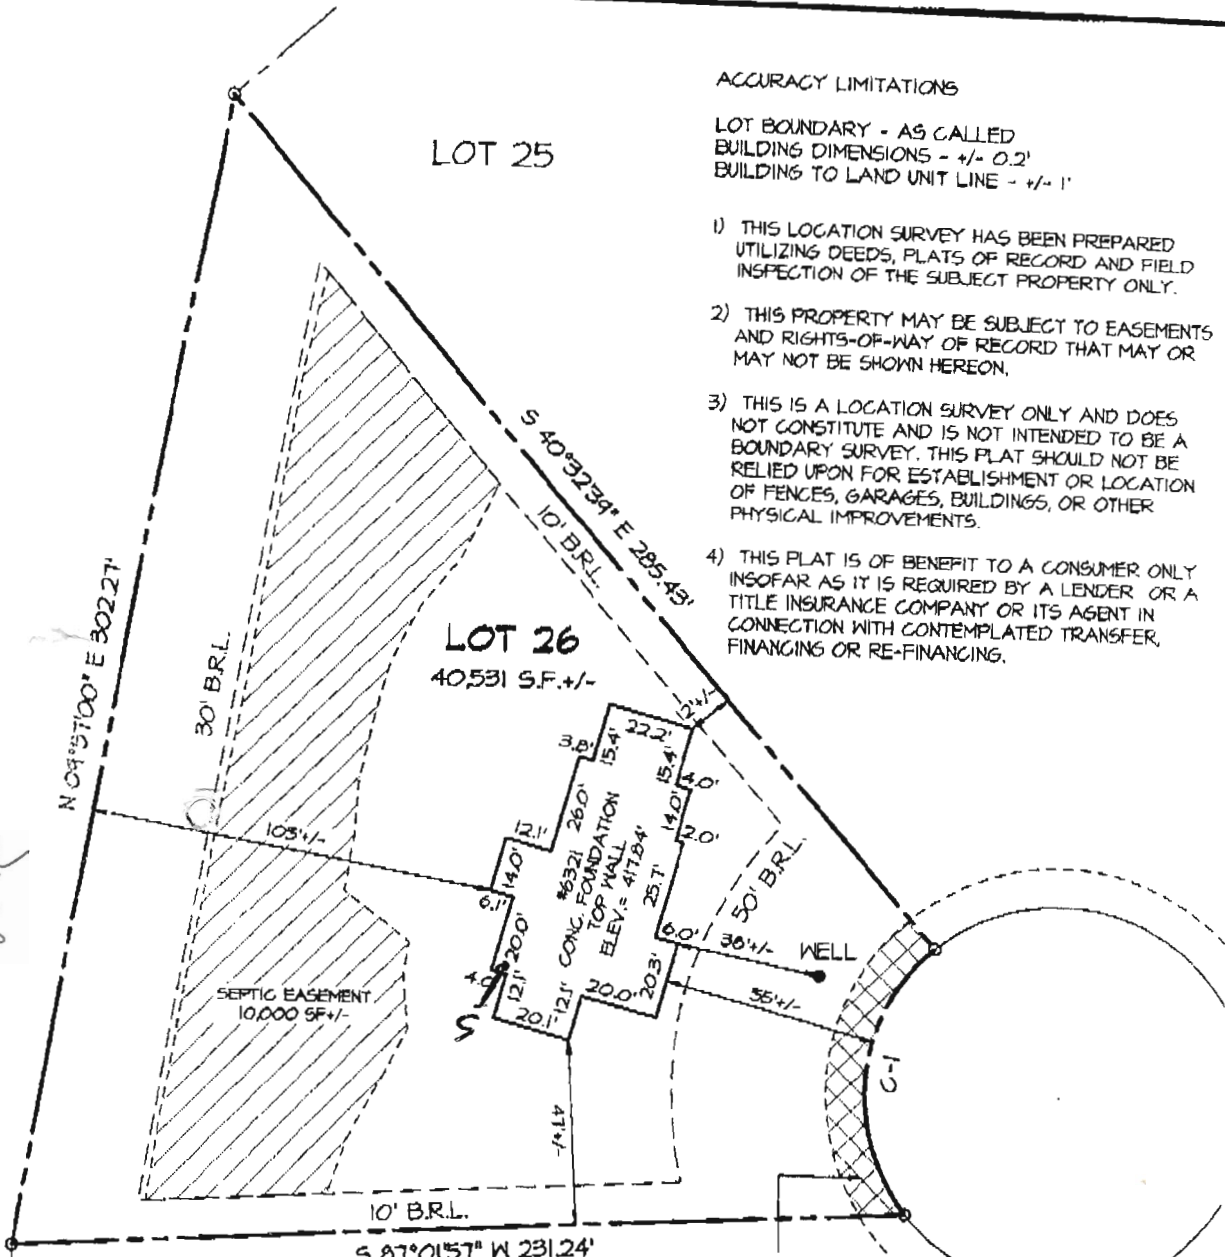 ACCURACY LIMITATIONS
LOT BOUNDARY - AS CALLED
BUILDING DIMENSIONS - +/- 0.2'
BUILDING TO LAND UNIT LINE - +/- 1'
1) THIS LOCATION SURVEY HAS BEEN PREPARED
UTILIZING DEEDS, PLATS OF RECORD AND FIELD
INSPECTION OF THE SUBJECT PROPERTY ONLY.
2) THIS PROPERTY MAY BE SUBJECT TO EASEMENTS
AND RIGHTS-OF-WAY OF RECORD THAT MAY OR
MAY NOT BE SHOWN HEREON.
3) THIS IS A LOCATION SURVEY ONLY AND DOES
NOT CONSTITUTE AND IS NOT INTENDED TO BE A
BOUNDARY SURVEY. THIS PLAT SHOULD NOT BE
RELIED UPON FOR ESTABLISHMENT OR LOCATION
OF FENCES, GARAGES, BUILDINGS, OR OTHER
PHYSICAL IMPROVEMENTS.
4) THIS PLAT IS OF BENEFIT TO A CONSUMER ONLY
INSOFAR AS IT IS REQUIRED BY A LENDER OR A
TITLE INSURANCE COMPANY OR ITS AGENT IN
CONNECTION WITH CONTEMPLATED TRANSFER,
FINANCING OR RE-FINANCING.
LOT 25
S 40°32'39" E 285.43'
10' B.R.L.
N 09°57'00" E 302.27'
30' B.R.L.
LOT 26
40,531 S.F.+/-
12'+/-
22.2'
3.8'
15.4'
15.4'
4.0'
26.0'
14.0'
2.0'
12.1'
14.0'
103'+/-
#6321
CONC. FOUNDATION
TOP WALL
ELEV.= 417.84'
25.7'
50' B.R.L.
6.1'
20.0'
6.0'
38'+/-
WELL
4.0'
12.1'
S
20.1'
12.1'
20.0'
20.3'
55'+/-
SEPTIC EASEMENT
10,000 SF+/-
C-1
47'+/-
10' B.R.L.
S 87°01'57" W 231.24'